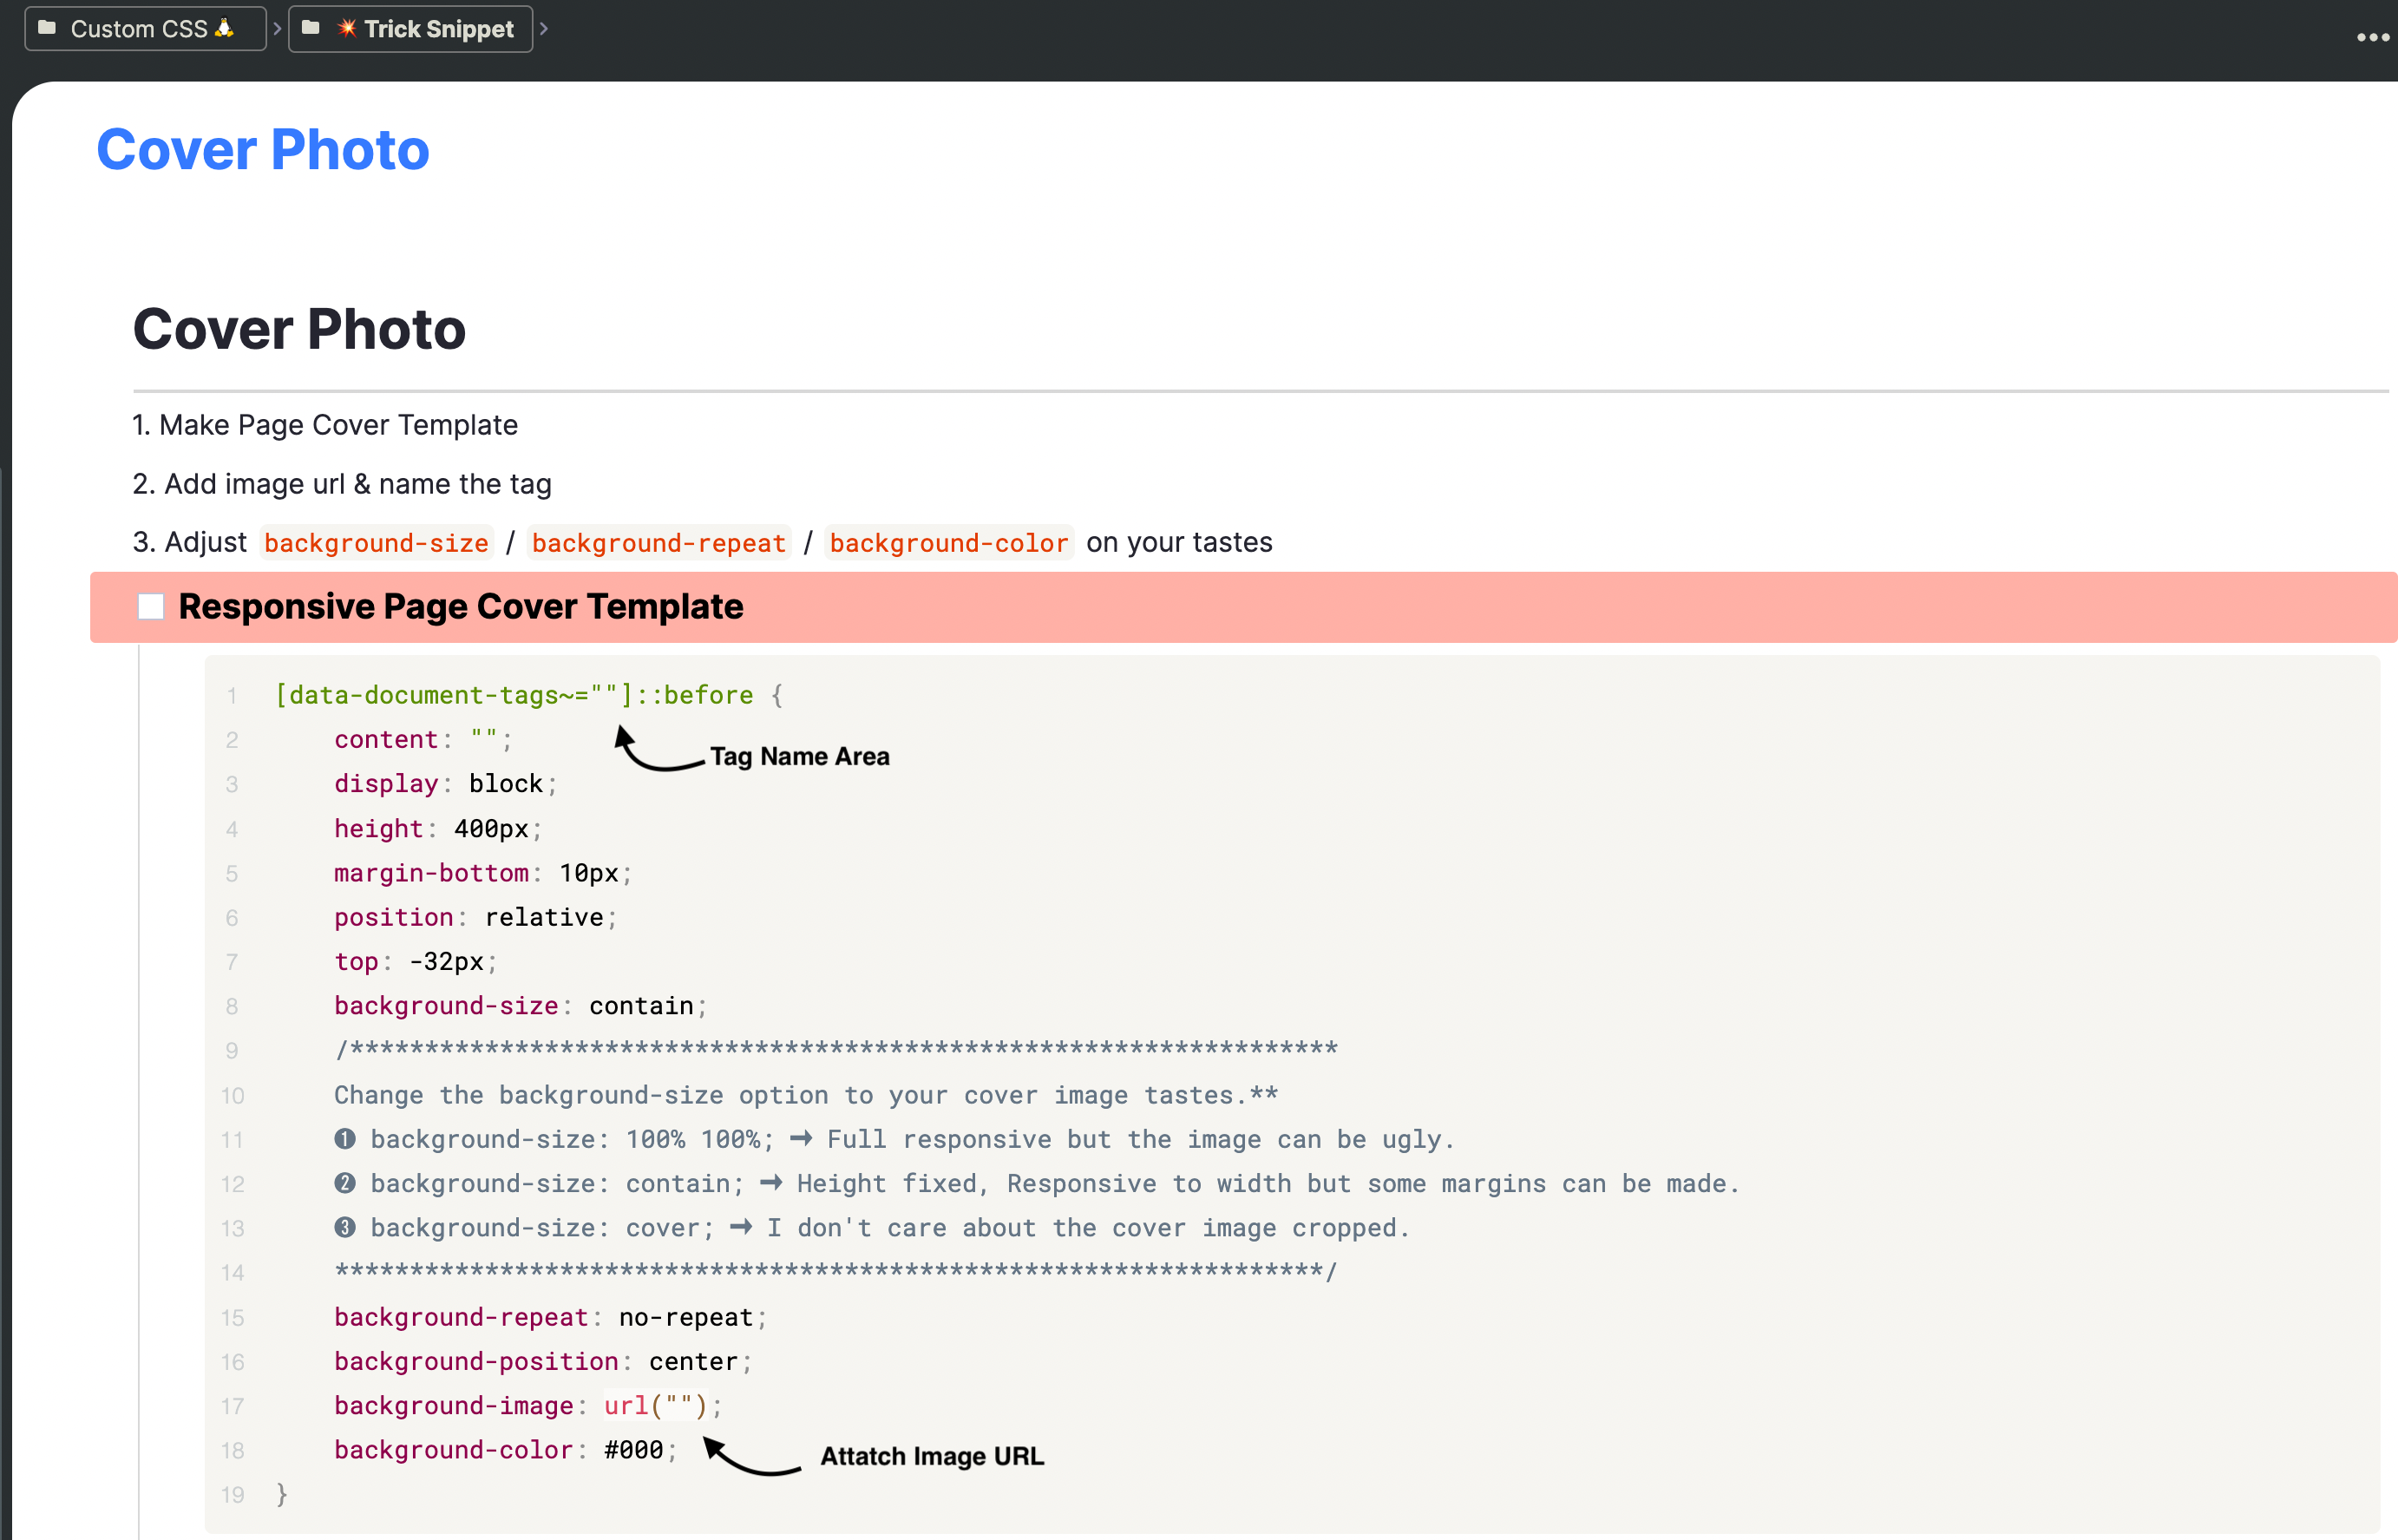 Custom CSS🐧 > 💥 Trick Snippet >
Cover Photo
Cover Photo
1. Make Page Cover Template
2. Add image url & name the tag
3. Adjust background-size / background-repeat / background-color on your tastes
Responsive Page Cover Template
1 [data-document-tags~=""]::before {
2 content: "";
Tag Name Area
3 display: block;
4 height: 400px;
5 margin-bottom: 10px;
6 position: relative;
7 top: -32px;
8 background-size: contain;
9 /******************************************************************
10 Change the background-size option to your cover image tastes.**
11 ❶ background-size: 100% 100%; → Full responsive but the image can be ugly.
12 ❷ background-size: contain; → Height fixed, Responsive to width but some margins can be made.
13 ❸ background-size: cover; → I don't care about the cover image cropped.
14 ******************************************************************/
15 background-repeat: no-repeat;
16 background-position: center;
17 background-image: url("");
18 background-color: #000;
Attatch Image URL
19 }